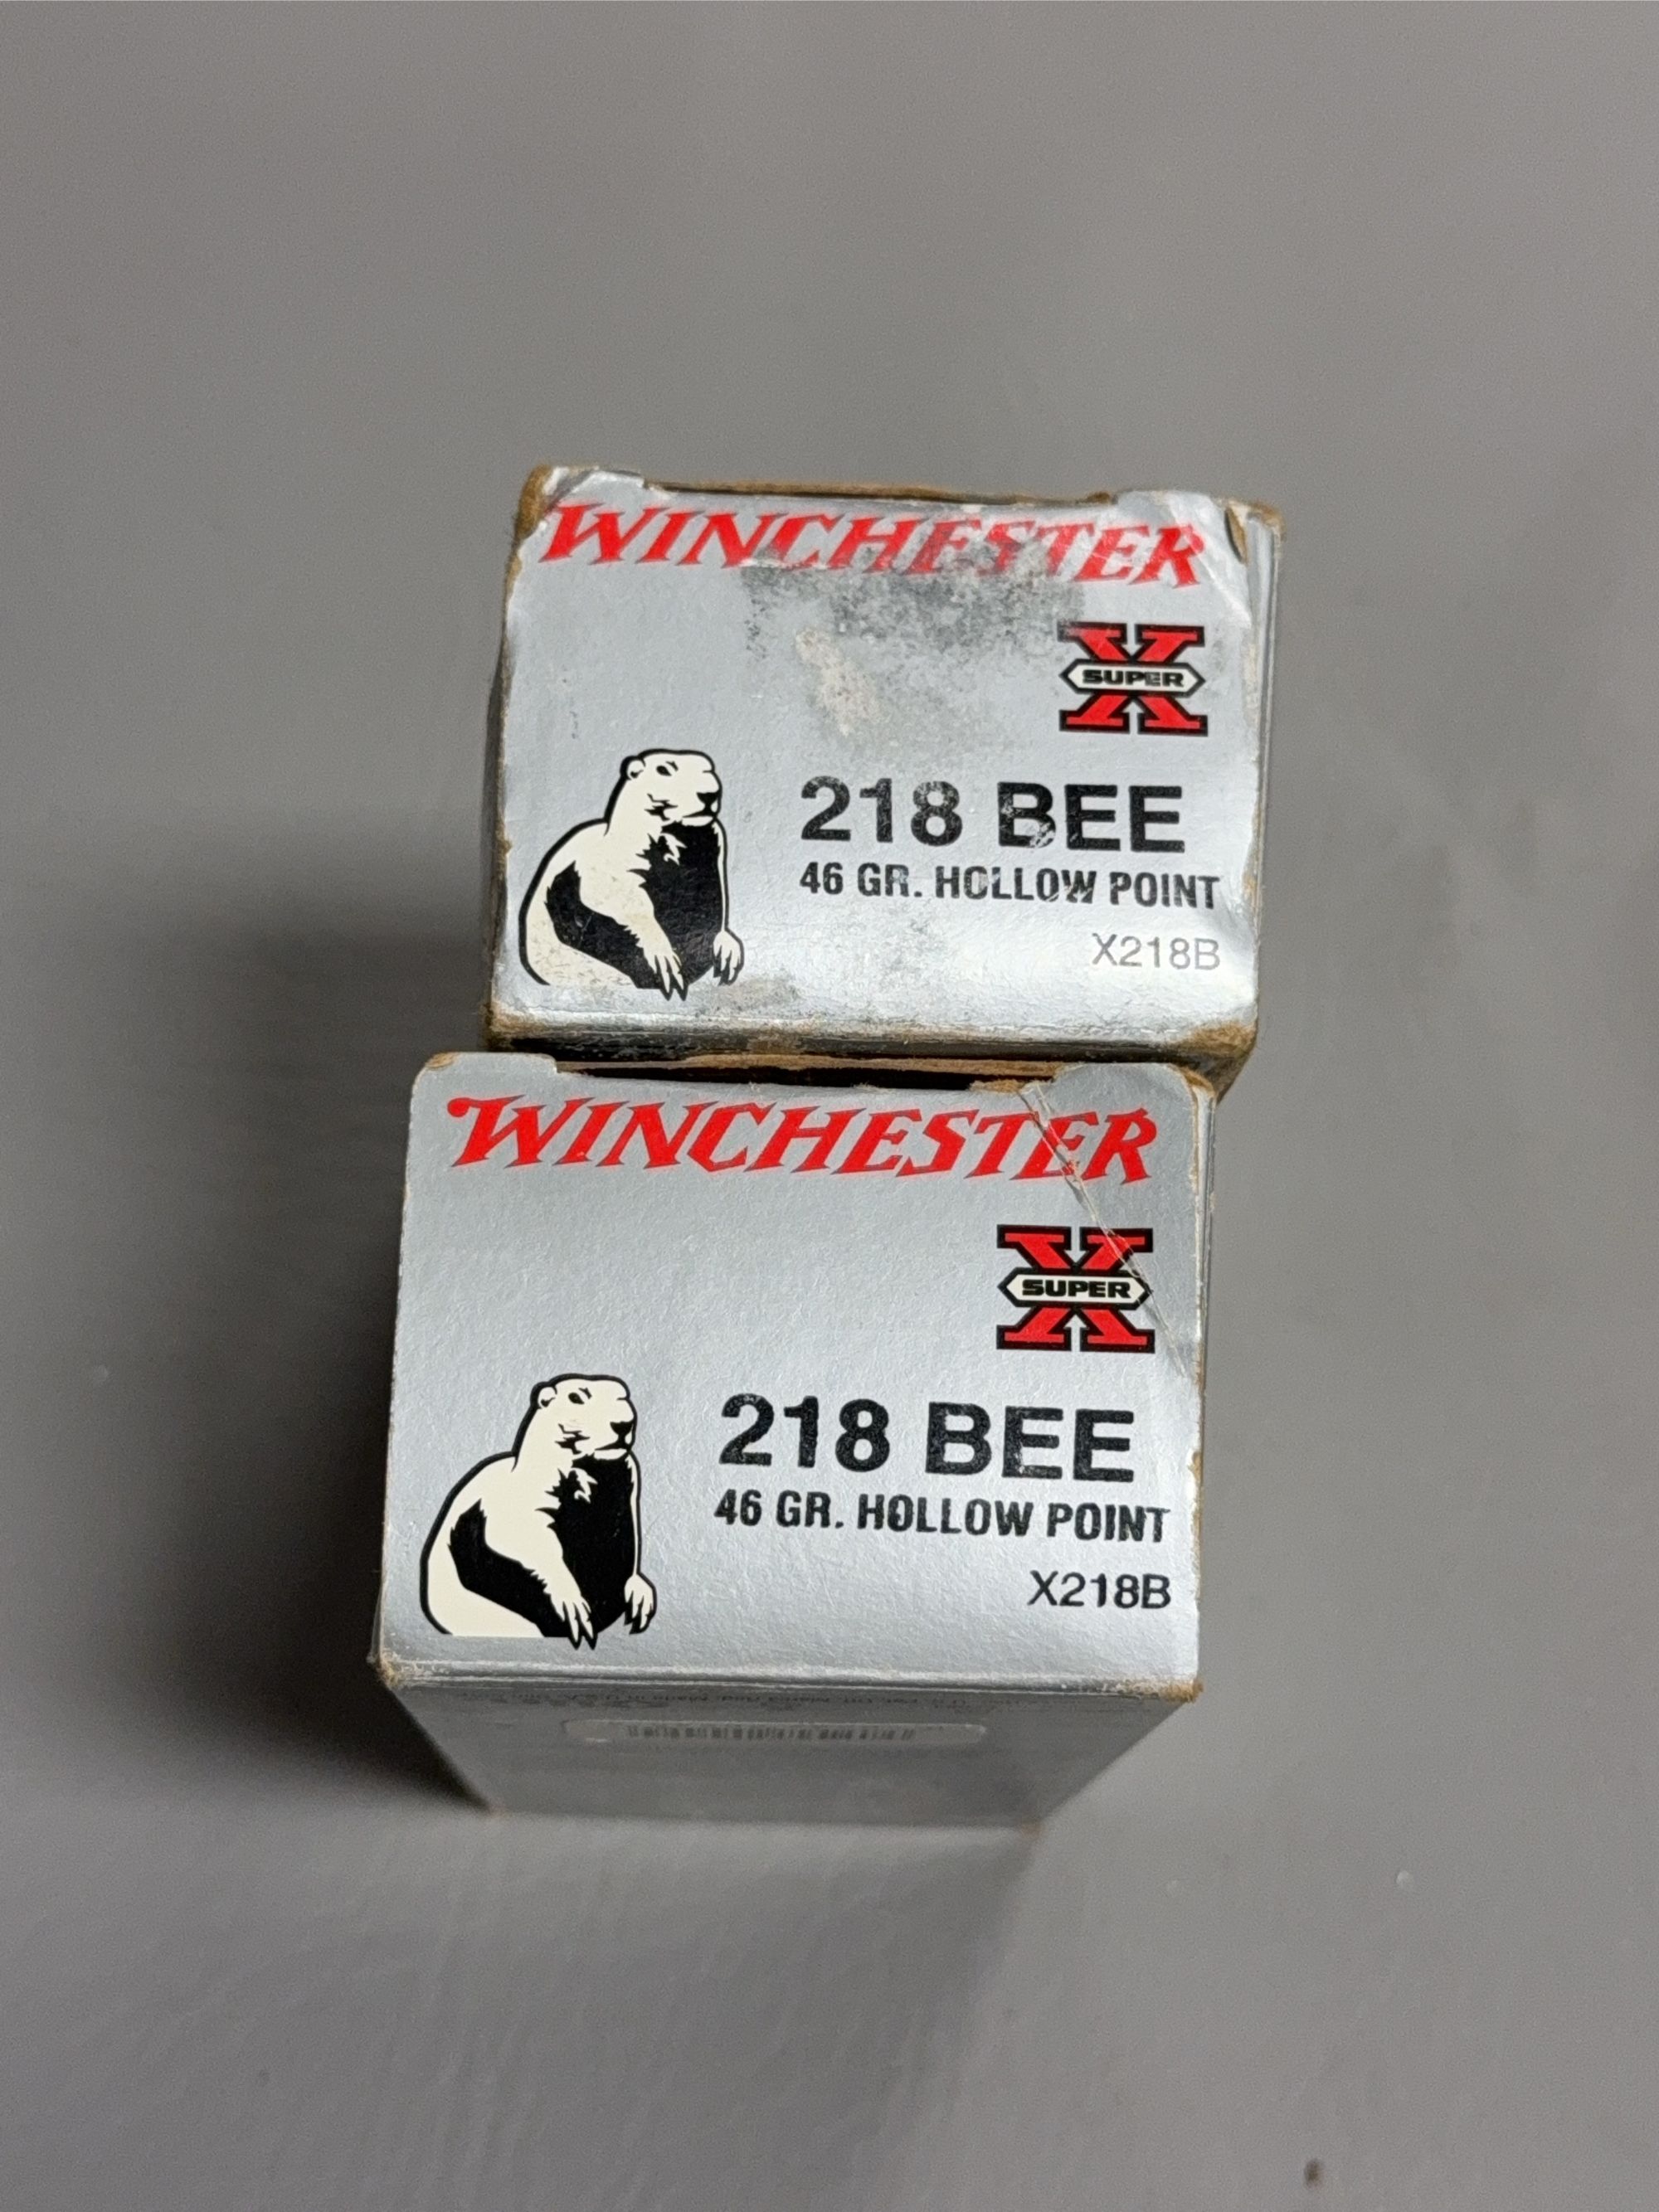 WINCHESTER
SUPER X
218 BEE
46 GR. HOLLOW POINT
X218B
WINCHESTER
SUPER X
218 BEE
46 GR. HOLLOW POINT
X218B